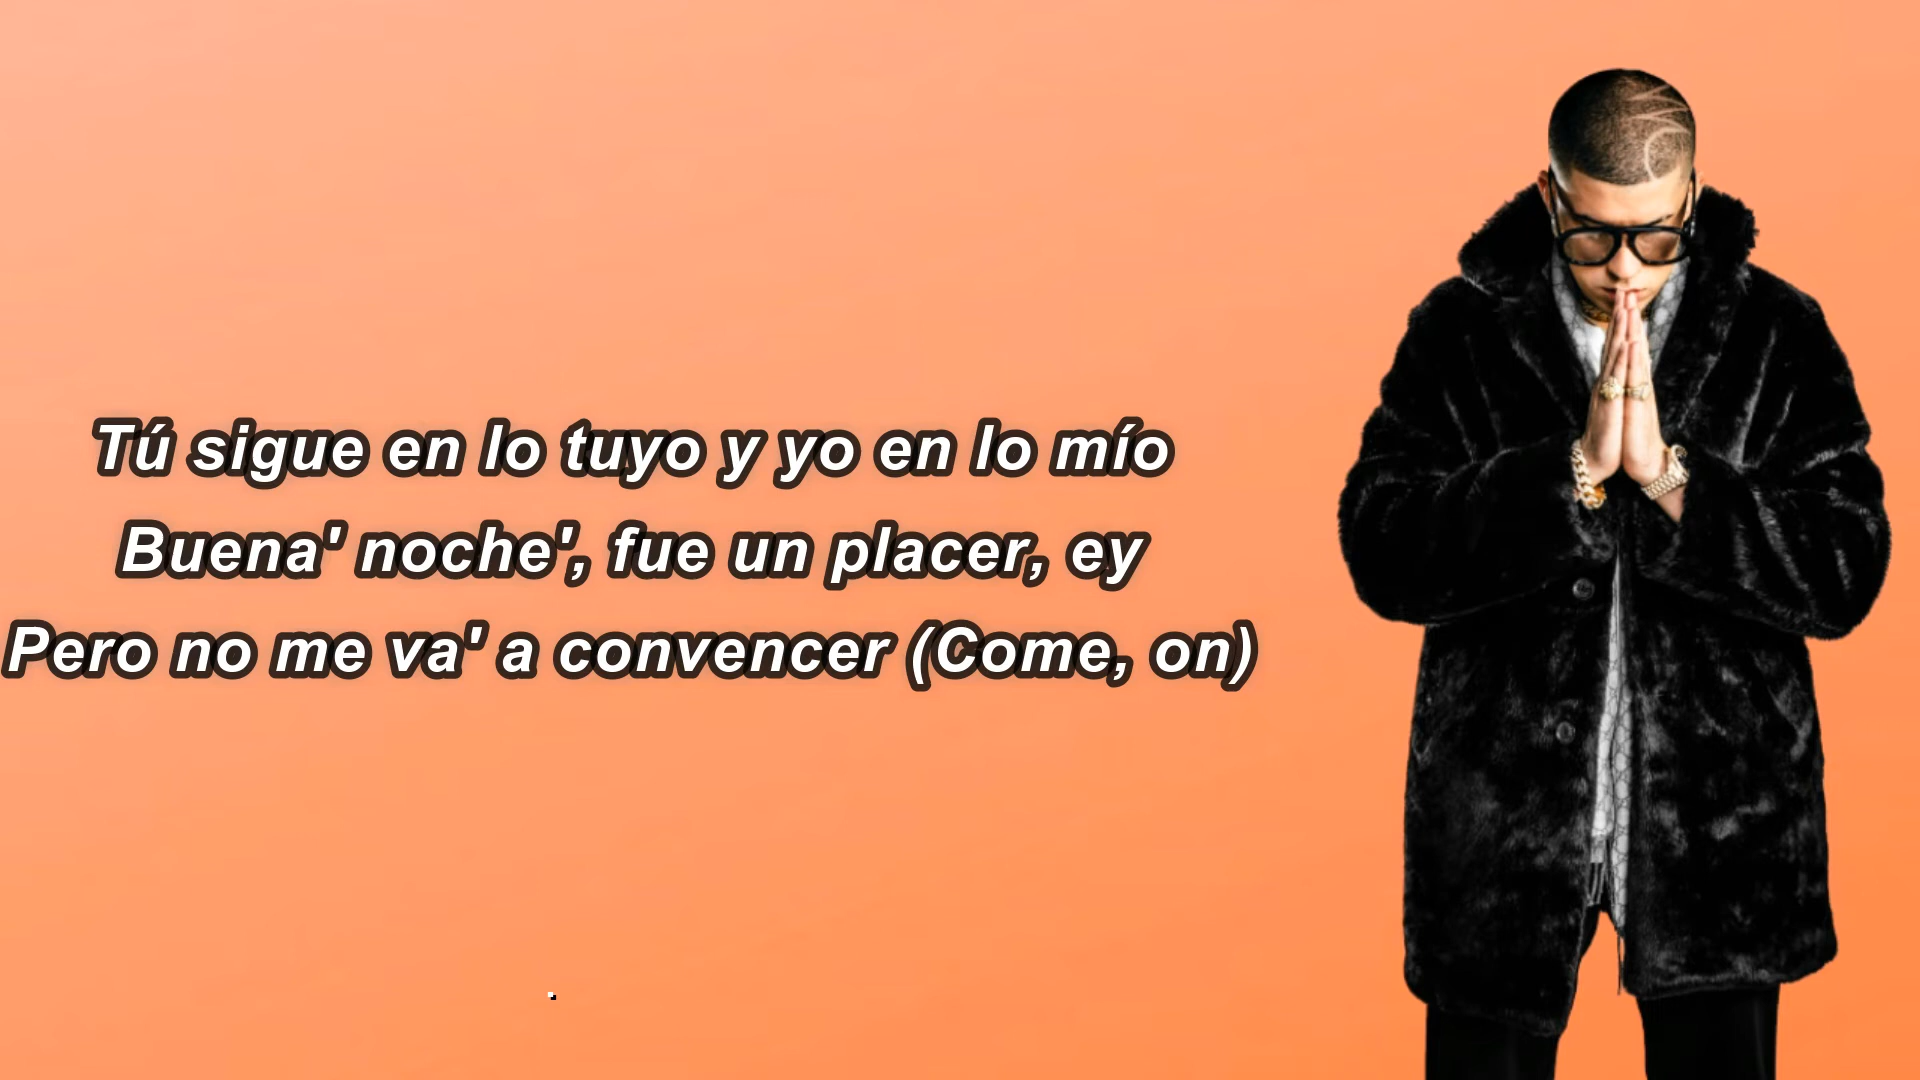 Tú sigue en lo tuyo y yo en lo mío
Buena' noche', fue un placer, ey
Pero no me va' a convencer (Come, on)